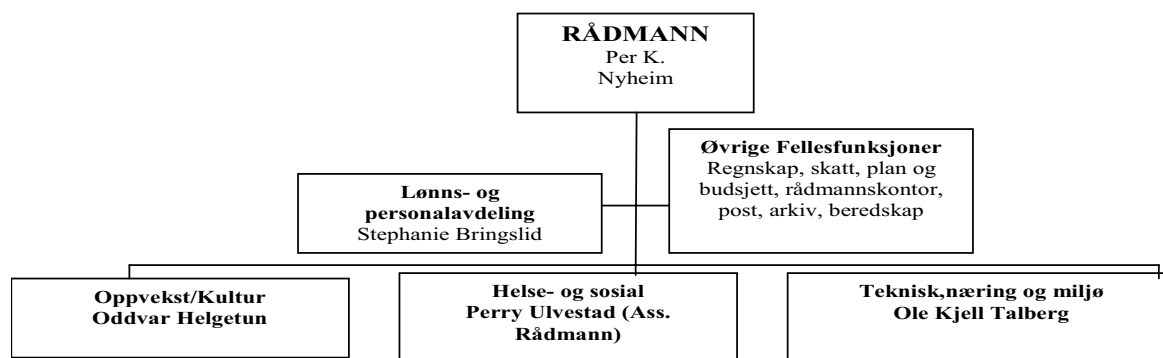 RÅDMANN
Per K.
Nyheim
Øvrige Fellesfunksjoner
Regnskap, skatt, plan og
budsjett, rådmannskontor,
post, arkiv, beredskap
Lønns- og
personalavdeling
Stephanie Bringslid
Oppvekst/Kultur
Oddvar Helgetun
Helse- og sosial
Perry Ulvestad (Ass.
Rådmann)
Teknisk,næring og miljø
Ole Kjell Talberg